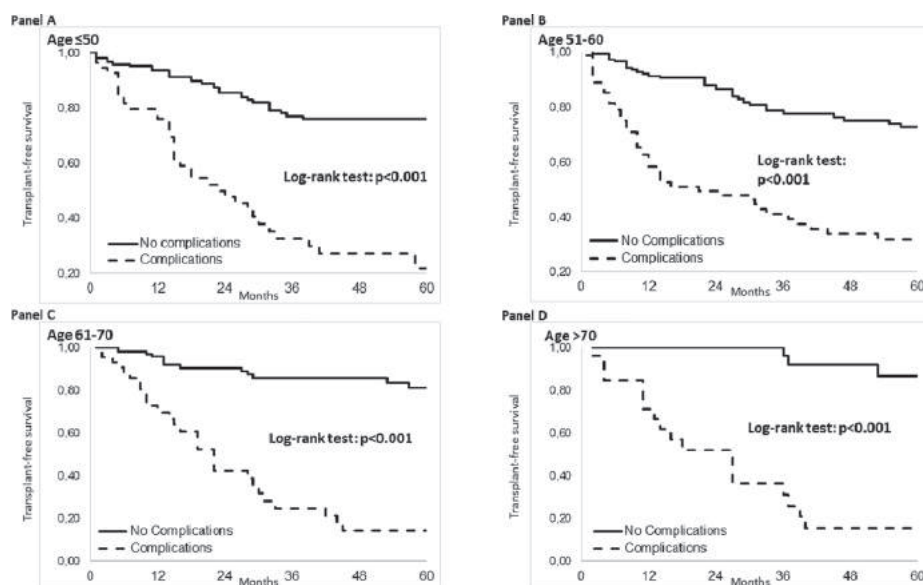 Panel A
Age ≤50
1,00
0,80
0,60
0,40
0,20
Transplant-free survival
Log-rank test: p<0.001
No complications
Complications
0
12
24
36
48
60
Months
Panel B
Age 51-60
1,00
0,80
0,60
0,40
0,20
Transplant-free survival
Log-rank test:
p<0.001
No Complications
Complications
0
12
24
36
48
60
Months
Panel C
Age 61-70
1,00
0,80
0,60
0,40
0,20
0,00
Transplant-free survival
Log-rank test: p<0.001
No Complications
Complications
0
12
24
36
48
60
Months
Panel D
Age >70
1,00
0,80
0,60
0,40
0,20
0,00
Transplant-free survival
Log-rank test: p<0.001
No Complications
Complications
0
12
24
36
48
60
Months